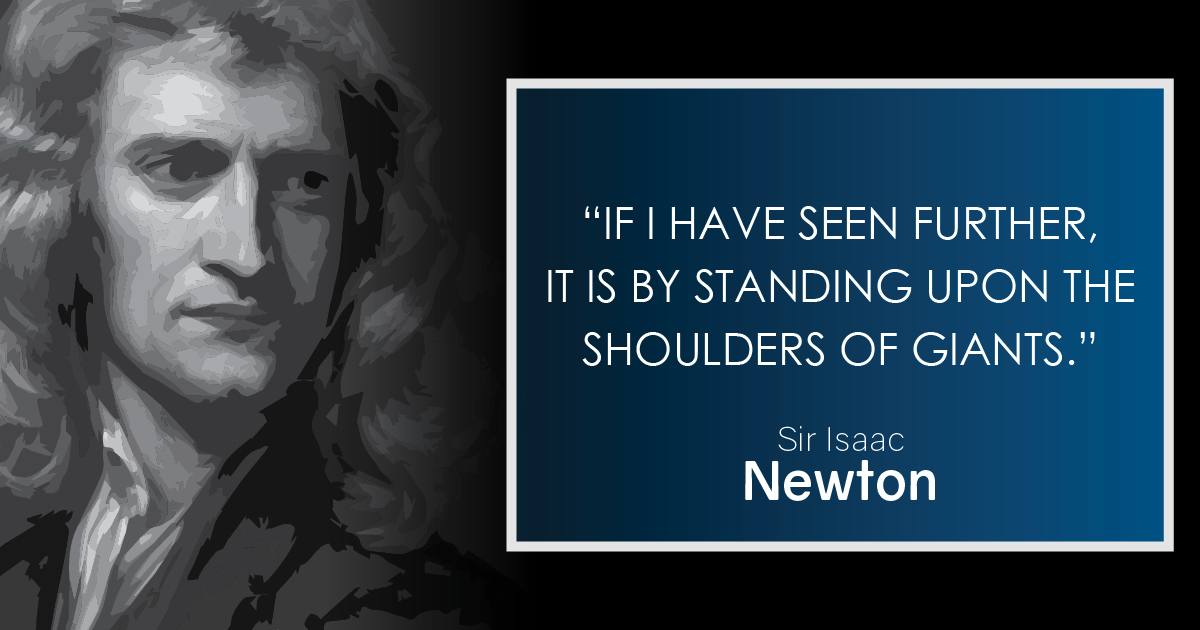 “IF I HAVE SEEN FURTHER,
IT IS BY STANDING UPON THE
SHOULDERS OF GIANTS.”
Sir Isaac
Newton